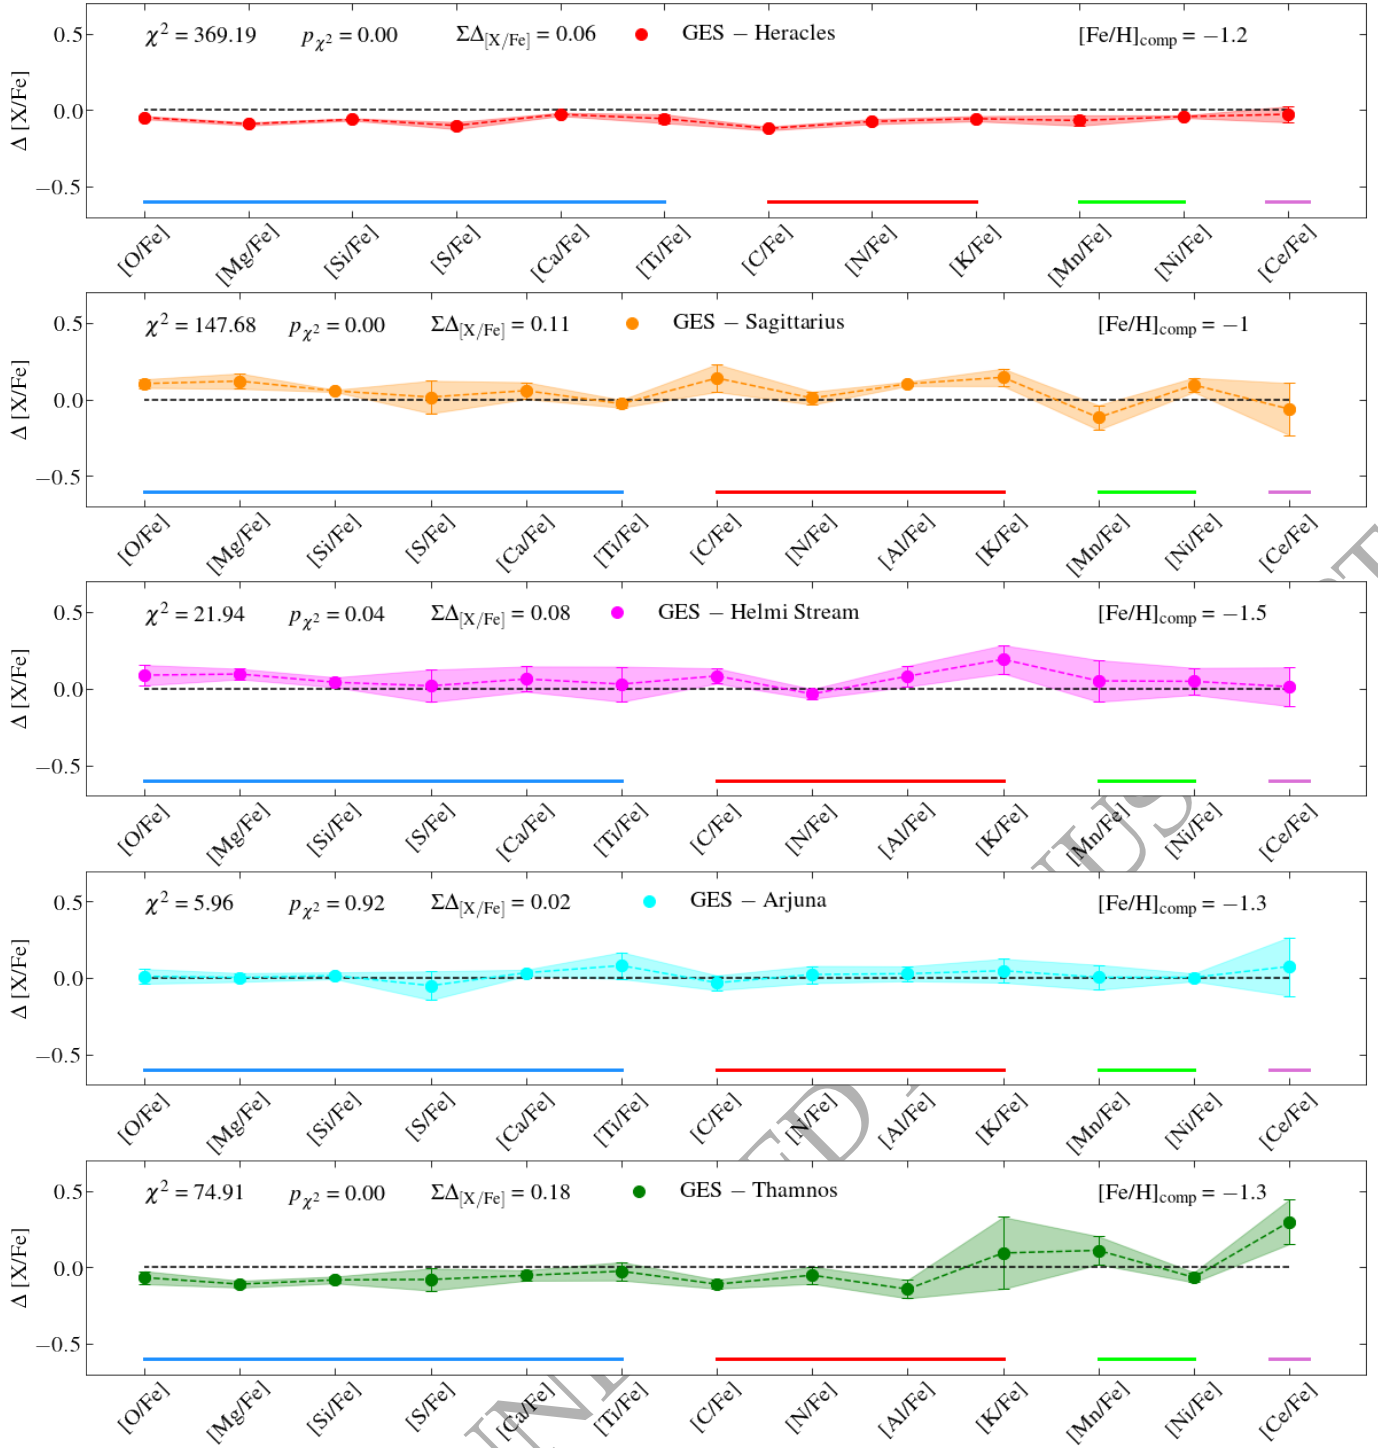 χ² = 369.19 pχ² = 0.00 ΣΔ[X/Fe] = 0.06 GES − Heracles [Fe/H]comp = −1.2
0.5
0.0
−0.5
Δ [X/Fe]
[O/Fe] [Mg/Fe] [Si/Fe] [S/Fe] [Ca/Fe] [Ti/Fe] [C/Fe] [N/Fe] [K/Fe] [Mn/Fe] [Ni/Fe] [Ce/Fe]
χ² = 147.68 pχ² = 0.00 ΣΔ[X/Fe] = 0.11 GES − Sagittarius [Fe/H]comp = −1
0.5
0.0
−0.5
Δ [X/Fe]
[O/Fe] [Mg/Fe] [Si/Fe] [S/Fe] [Ca/Fe] [Ti/Fe] [C/Fe] [N/Fe] [Al/Fe] [K/Fe] [Mn/Fe] [Ni/Fe] [Ce/Fe]
χ² = 21.94 pχ² = 0.04 ΣΔ[X/Fe] = 0.08 GES − Helmi Stream [Fe/H]comp = −1.5
0.5
0.0
−0.5
Δ [X/Fe]
[O/Fe] [Mg/Fe] [Si/Fe] [S/Fe] [Ca/Fe] [Ti/Fe] [C/Fe] [N/Fe] [Al/Fe] [K/Fe] [Mn/Fe] [Ni/Fe] [Ce/Fe]
χ² = 5.96 pχ² = 0.92 ΣΔ[X/Fe] = 0.02 GES − Arjuna [Fe/H]comp = −1.3
0.5
0.0
−0.5
Δ [X/Fe]
[O/Fe] [Mg/Fe] [Si/Fe] [S/Fe] [Ca/Fe] [Ti/Fe] [C/Fe] [N/Fe] [Al/Fe] [K/Fe] [Mn/Fe] [Ni/Fe] [Ce/Fe]
χ² = 74.91 pχ² = 0.00 ΣΔ[X/Fe] = 0.18 GES − Thamnos [Fe/H]comp = −1.3
0.5
0.0
−0.5
Δ [X/Fe]
[O/Fe] [Mg/Fe] [Si/Fe] [S/Fe] [Ca/Fe] [Ti/Fe] [C/Fe] [N/Fe] [Al/Fe] [K/Fe] [Mn/Fe] [Ni/Fe] [Ce/Fe]